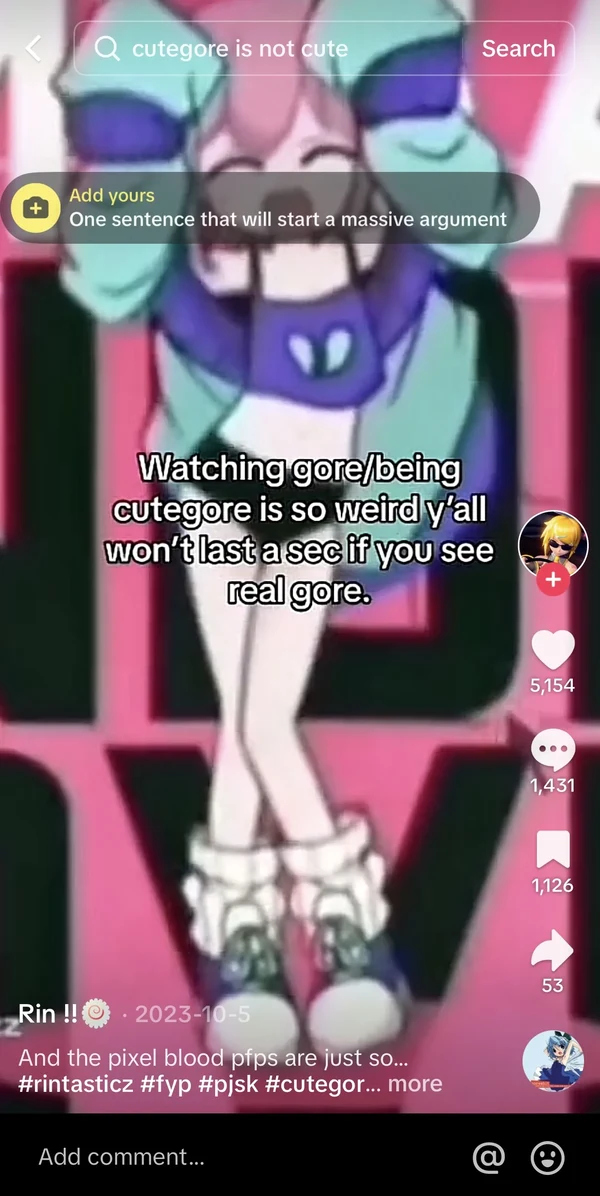 cutegore is not cute
Search
Add yours
One sentence that will start a massive argument
Watching gore/being
cutegore is so weird y'all
won't last a sec if you see
real gore.
5,154
1,431
1,126
53
Rin !!🍥 · 2023-10-5
And the pixel blood pfps are just so...
#rintasticz #fyp #pjsk #cutegor... more
Add comment...